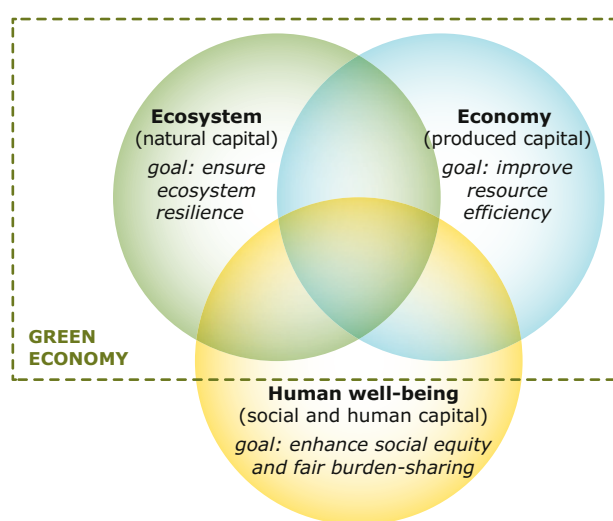 Ecosystem
(natural capital)
goal: ensure
ecosystem
resilience
Economy
(produced capital)
goal: improve
resource
efficiency
GREEN
ECONOMY
Human well-being
(social and human capital)
goal: enhance social equity
and fair burden-sharing